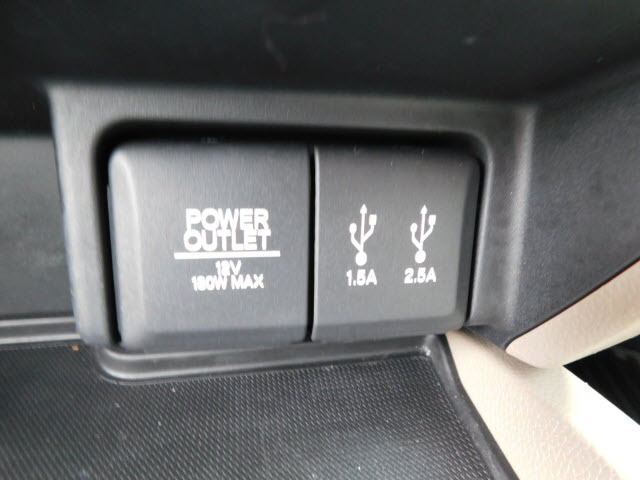 POWER
OUTLET
12V
180W MAX
1.5A 2.5A